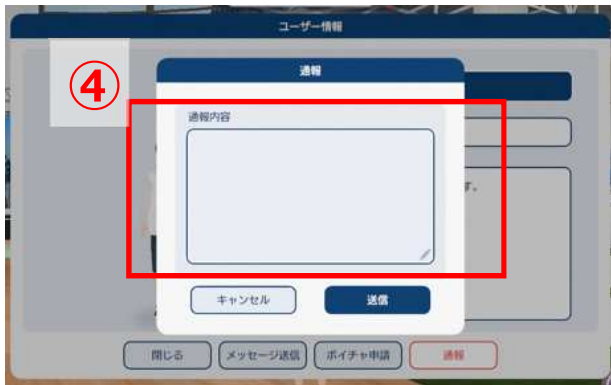 ユーザー情報
④
通報
通報内容
す。
キャンセル
送信
閉じる
メッセージ送信
ボイチャ申請
通報